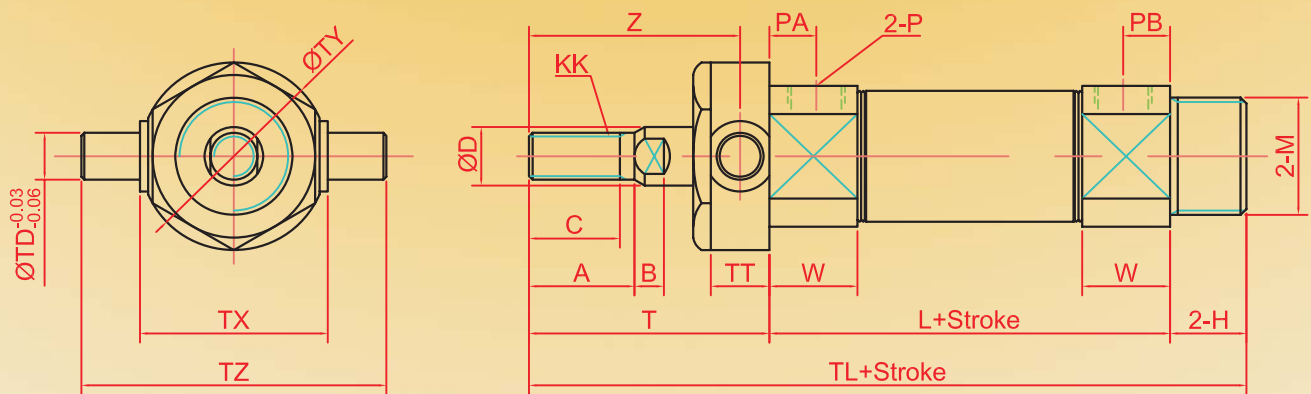 ØTY
ØTD-0.03
-0.06
TX
TZ
Z
PA
2-P
PB
KK
ØD
2-M
C
A
B
TT
W
W
T
L+Stroke
2-H
TL+Stroke